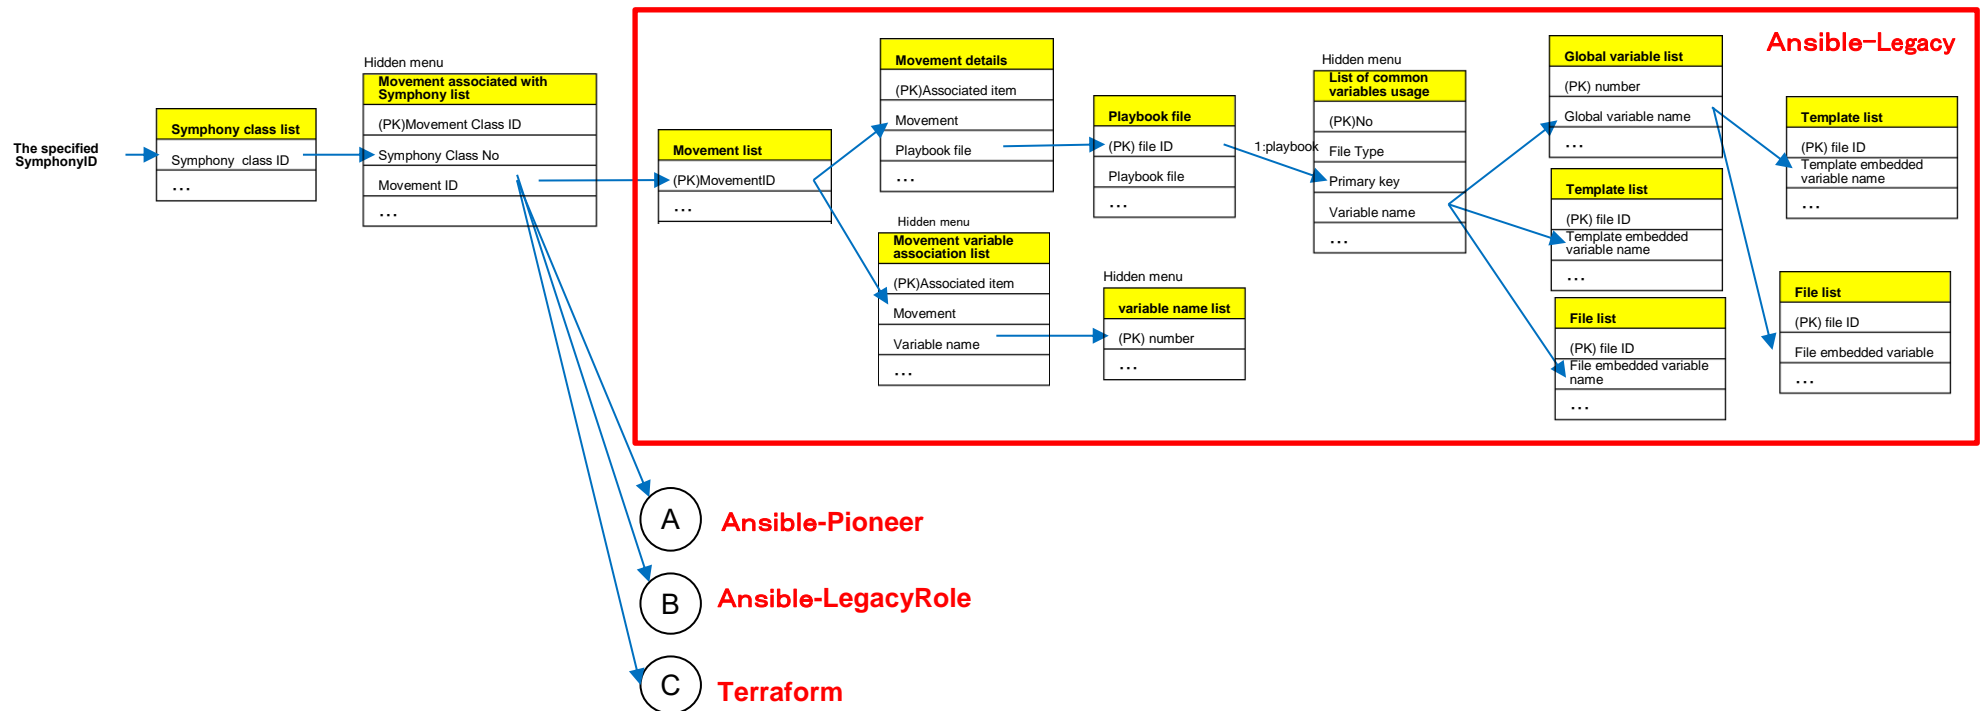 The specified
SymphonyID
Symphony class list
Symphony  class ID
...
Hidden menu
Movement associated with
Symphony list
(PK)Movement Class ID
Symphony Class No
Movement ID
...
Ansible-Legacy
Movement list
(PK)MovementID
...
Movement details
(PK)Associated item
Movement
Playbook file
...
Hidden menu
Movement variable
association list
(PK)Associated item
Movement
Variable name
...
Playbook file
(PK) file ID
Playbook file
...
Hidden menu
variable name list
(PK) number
...
1:playbook
Hidden menu
List of common
variables usage
(PK)No
File Type
Primary key
Variable name
...
Global variable list
(PK) number
Global variable name
...
Template list
(PK) file ID
Template embedded
variable name
...
File list
(PK) file ID
File embedded variable
name
...
Template list
(PK) file ID
Template embedded
variable name
...
File list
(PK) file ID
File embedded variable
...
A
Ansible-Pioneer
B
Ansible-LegacyRole
C
Terraform